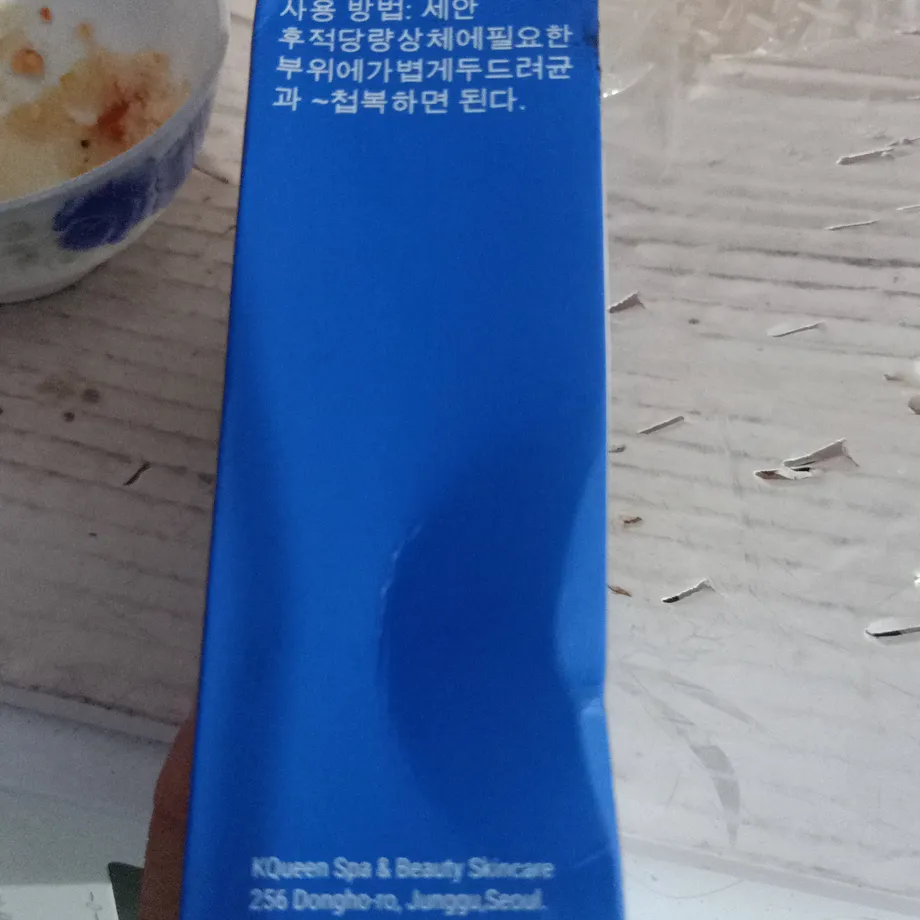 사용 방법: 세안
후적당량상체에필요한
부위에가볍게두드려균
과 ~첩복하면 된다.
KQueen Spa & Beauty Skincare
256 Dongho-ro, Junggu,Seoul.